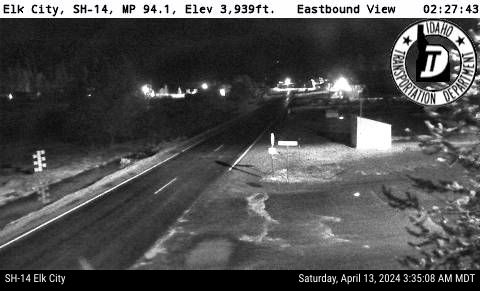 Elk City, SH-14, MP 94.1, Elev 3,939ft. Eastbound View 02:27:43
IDAHO
TRANSPORTATION DEPARTMENT
SH-14 Elk City Saturday, April 13, 2024 3:35:08 AM MDT